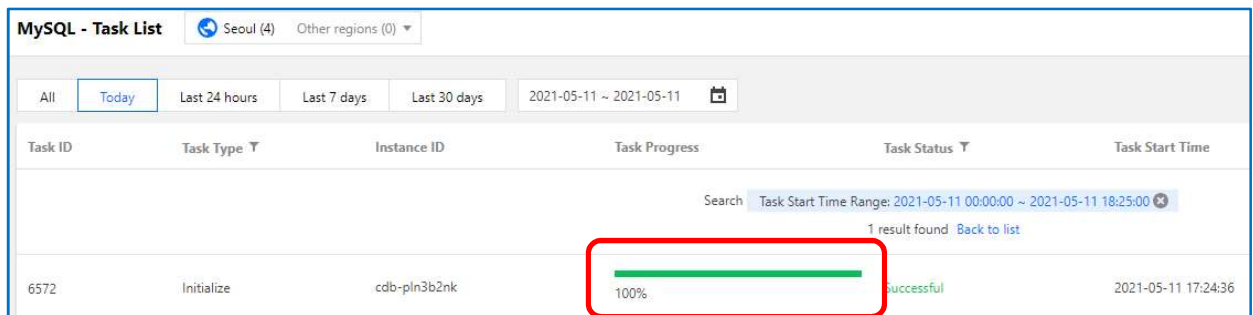 MySQL - Task List Seoul (4) Other regions (0)
All Today Last 24 hours Last 7 days Last 30 days 2021-05-11 ~ 2021-05-11
Task ID Task Type Instance ID Task Progress Task Status Task Start Time
Search Task Start Time Range: 2021-05-11 00:00:00 ~ 2021-05-11 18:25:00
1 result found Back to list
6572 Initialize cdb-pln3b2nk 100% Successful 2021-05-11 17:24:36